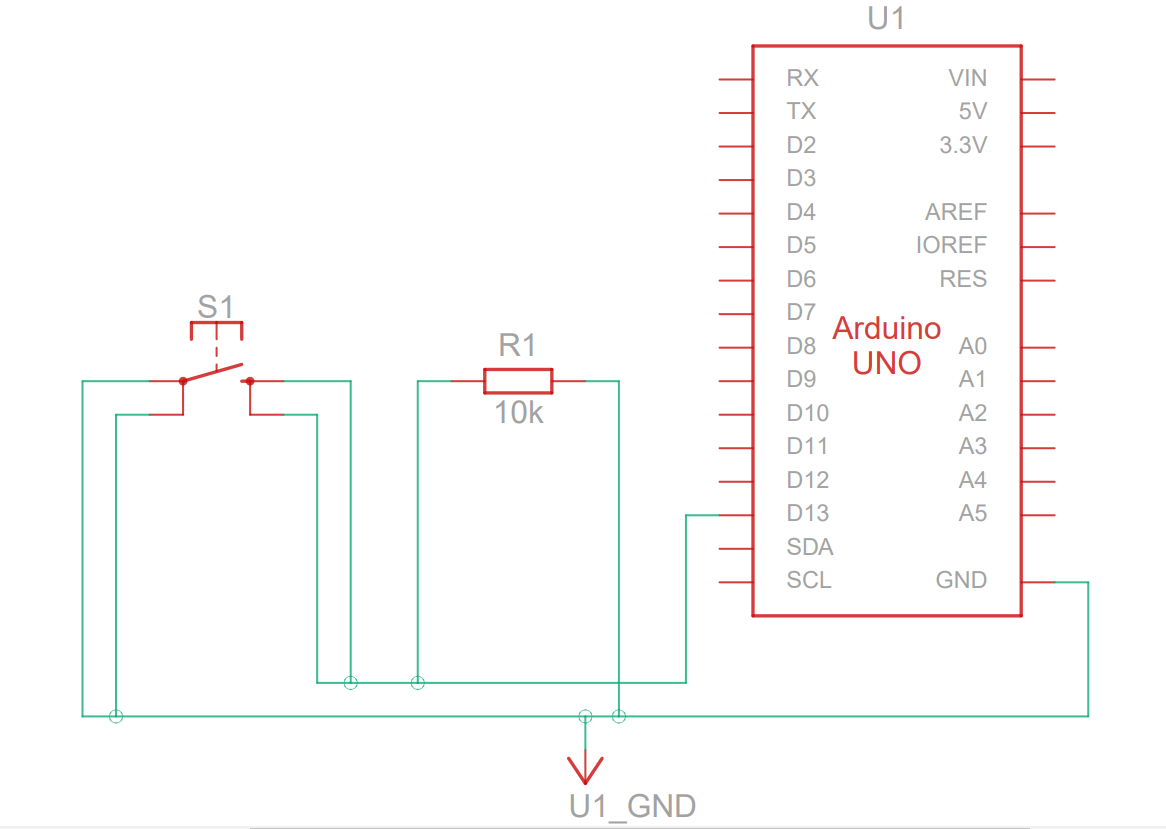 U1
RX VIN
TX 5V
D2 3.3V
D3
D4 AREF
D5 IOREF
D6 RES
D7
Arduino
UNO
D8 A0
D9 A1
D10 A2
D11 A3
D12 A4
D13 A5
SDA
SCL GND
S1
R1
10k
U1_GND